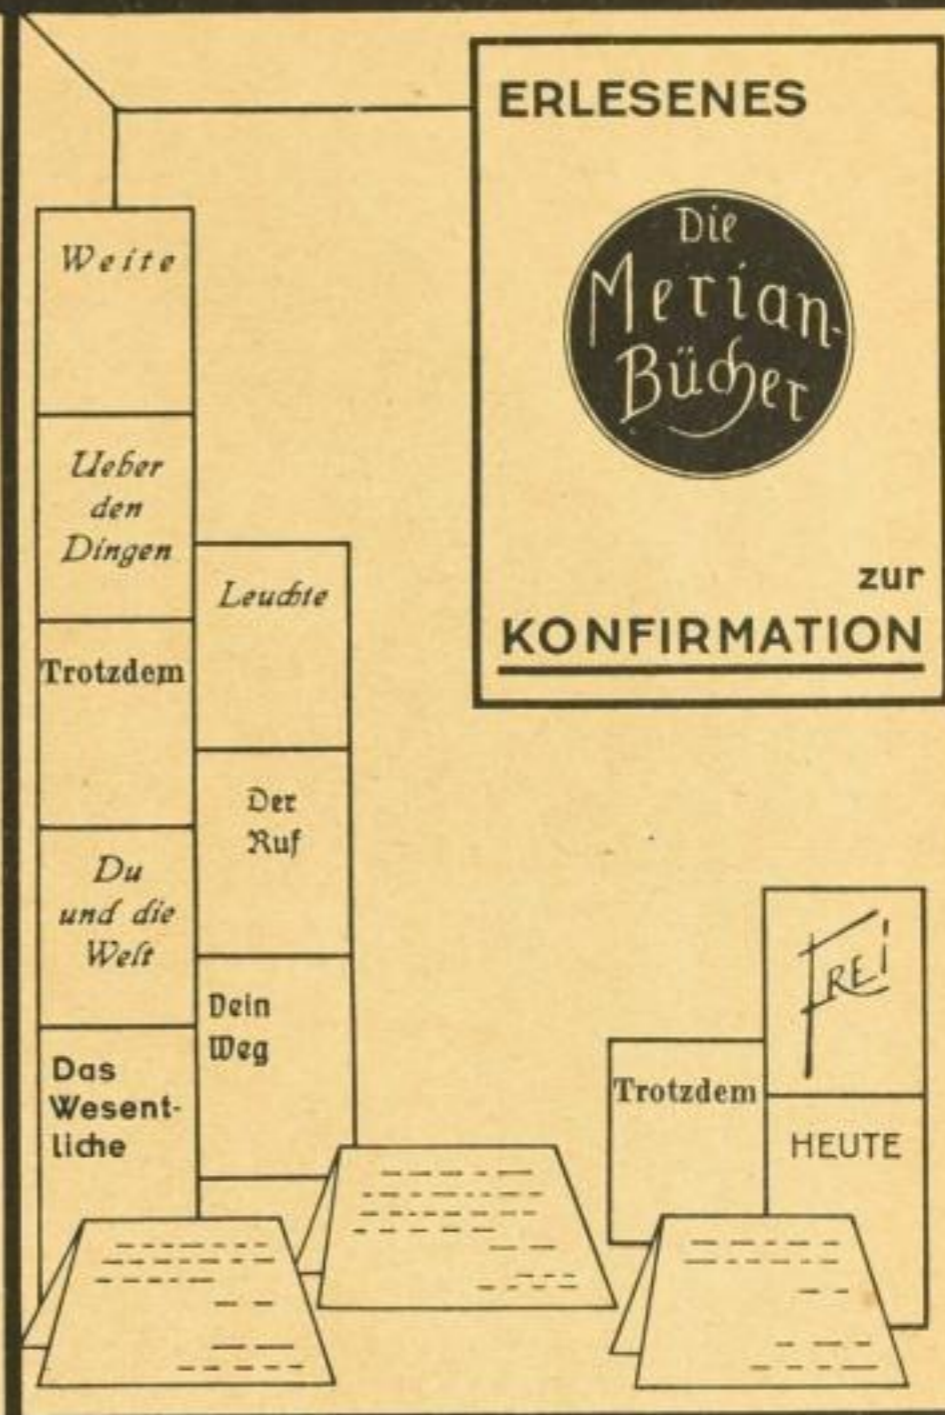 ERLESENES
Die
Merian-
Bücher
zur
KONFIRMATION
Weite
Ueber
den
Dingen
Trotzdem
Du
und die
Welt
Das
Wesent-
liche
Leuchte
Der
Ruf
Dein
Weg
Trotzdem
FREI
HEUTE